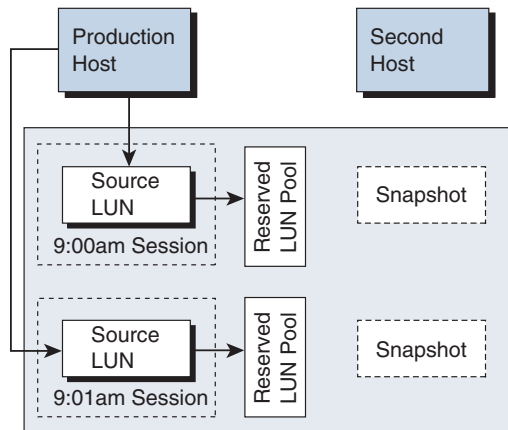 Production
Host
Second
Host
Source
LUN
9:00am Session
Reserved
LUN Pool
Snapshot
Source
LUN
9:01am Session
Reserved
LUN Pool
Snapshot